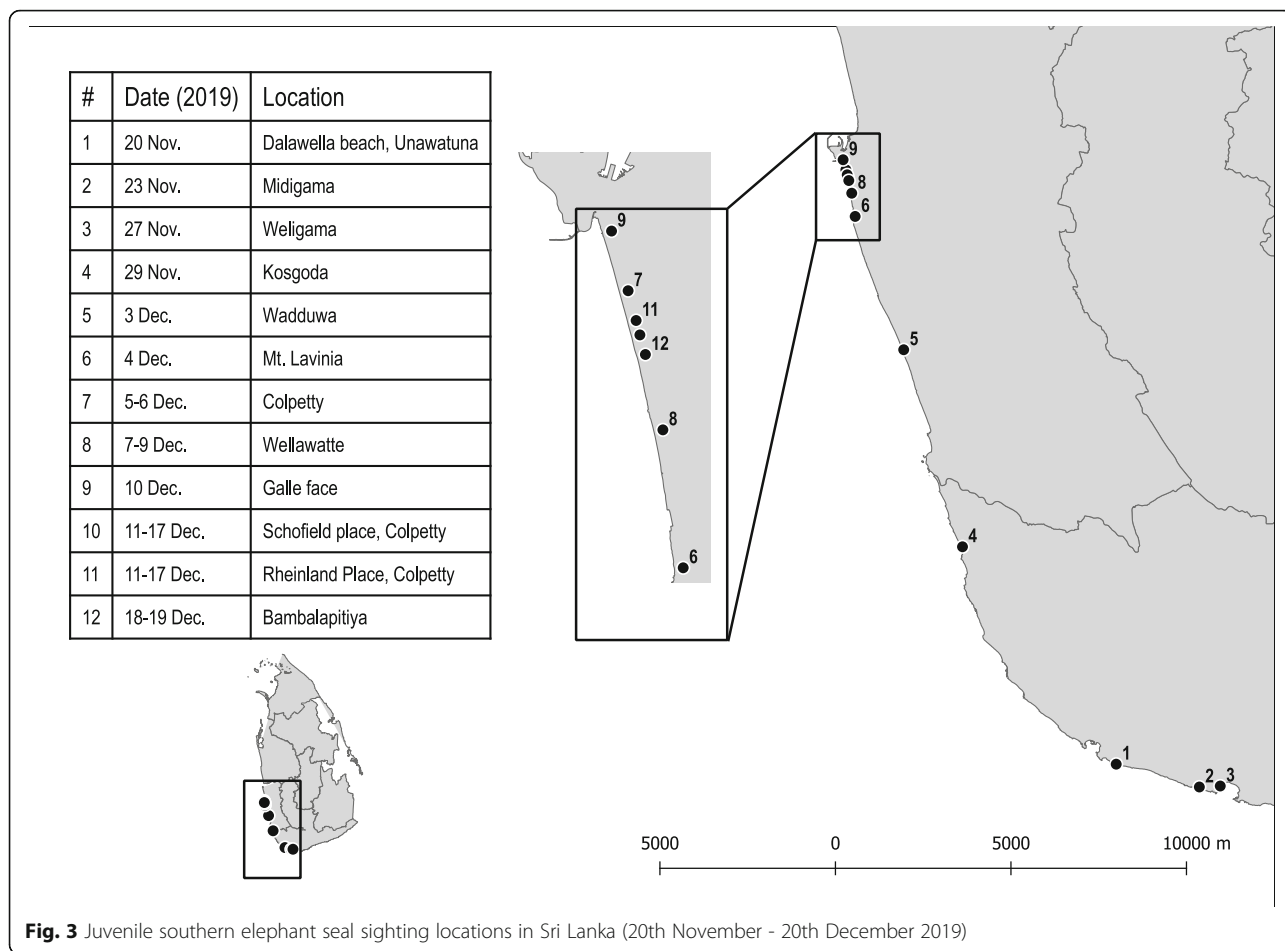 # Date (2019) Location
1 20 Nov. Dalawella beach, Unawatuna
2 23 Nov. Midigama
3 27 Nov. Weligama
4 29 Nov. Kosgoda
5 3 Dec. Wadduwa
6 4 Dec. Mt. Lavinia
7 5-6 Dec. Colpetty
8 7-9 Dec. Wellawatte
9 10 Dec. Galle face
10 11-17 Dec. Schofield place, Colpetty
11 11-17 Dec. Rheinland Place, Colpetty
12 18-19 Dec. Bambalapitiya
9
7
11
12
8
6
9
8
6
5
4
1
2 3
5000 0 5000 10000 m
Fig. 3 Juvenile southern elephant seal sighting locations in Sri Lanka (20th November - 20th December 2019)